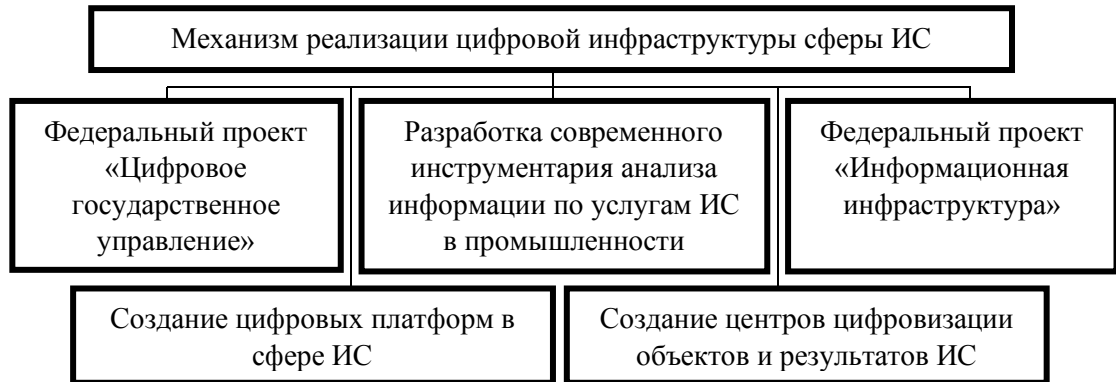 Механизм реализации цифровой инфраструктуры сферы ИС
Федеральный проект
«Цифровое
государственное
управление»
Разработка современного
инструментария анализа
информации по услугам ИС
в промышленности
Федеральный проект
«Информационная
инфраструктура»
Создание цифровых платформ в
сфере ИС
Создание центров цифровизации
объектов и результатов ИС